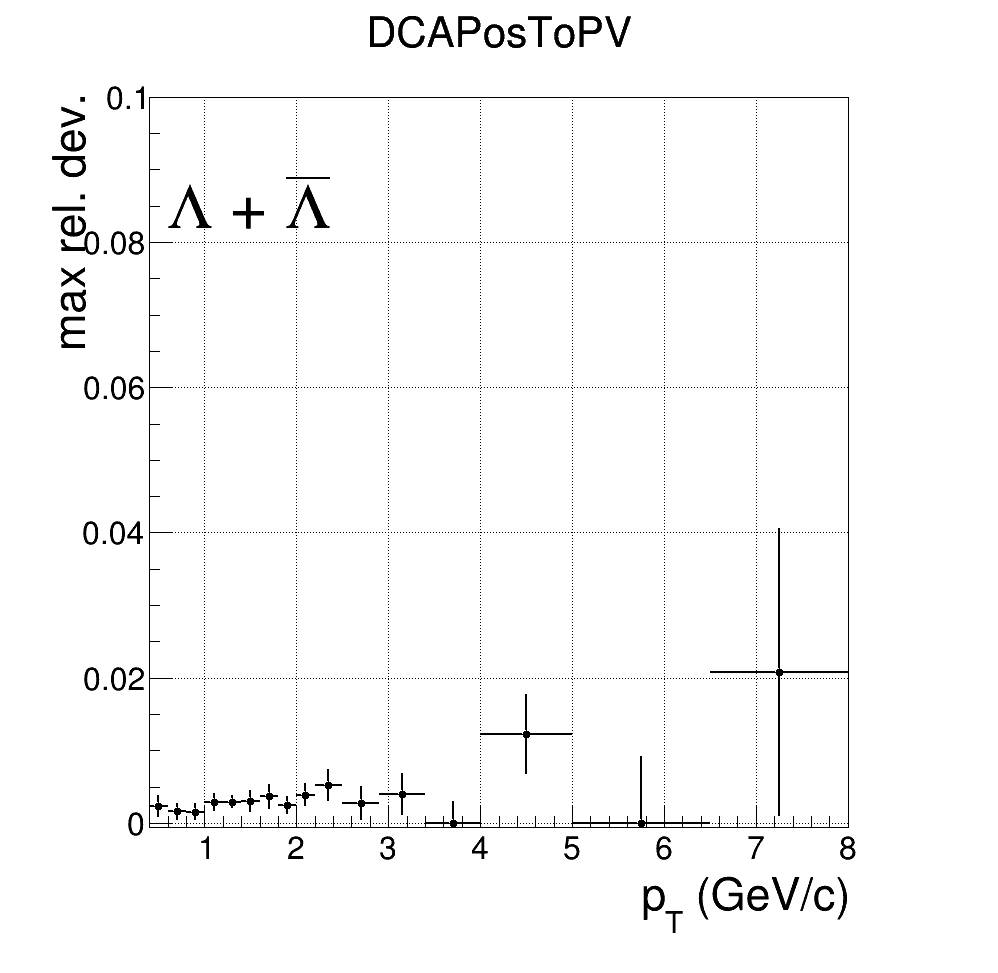 DCAPosToPV
max rel. dev.
0.1
0.08
0.06
0.04
0.02
0
Λ + Λ̅
1 2 3 4 5 6 7 8
p_T (GeV/c)